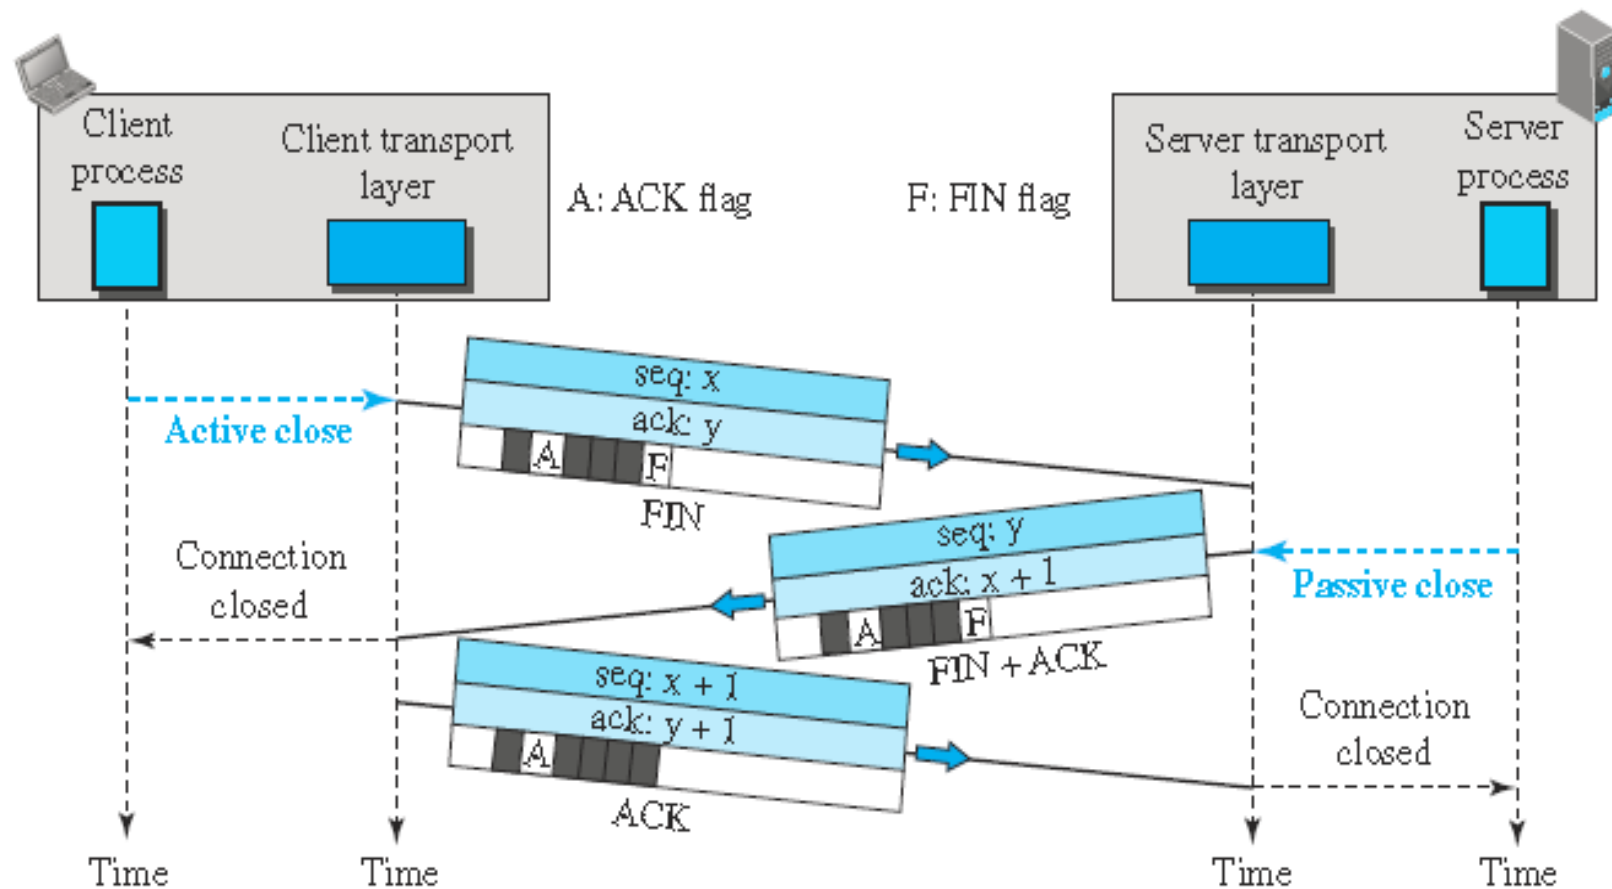 Client
process
Client transport
layer
A: ACK flag
F: FIN flag
Server transport
layer
Server
process
Active close
seq: x
ack: y
A
F
FIN
seq: y
ack: x + 1
A
F
FIN + ACK
Passive close
Connection
closed
seq: x + 1
ack: y + 1
A
ACK
Connection
closed
Time
Time
Time
Time